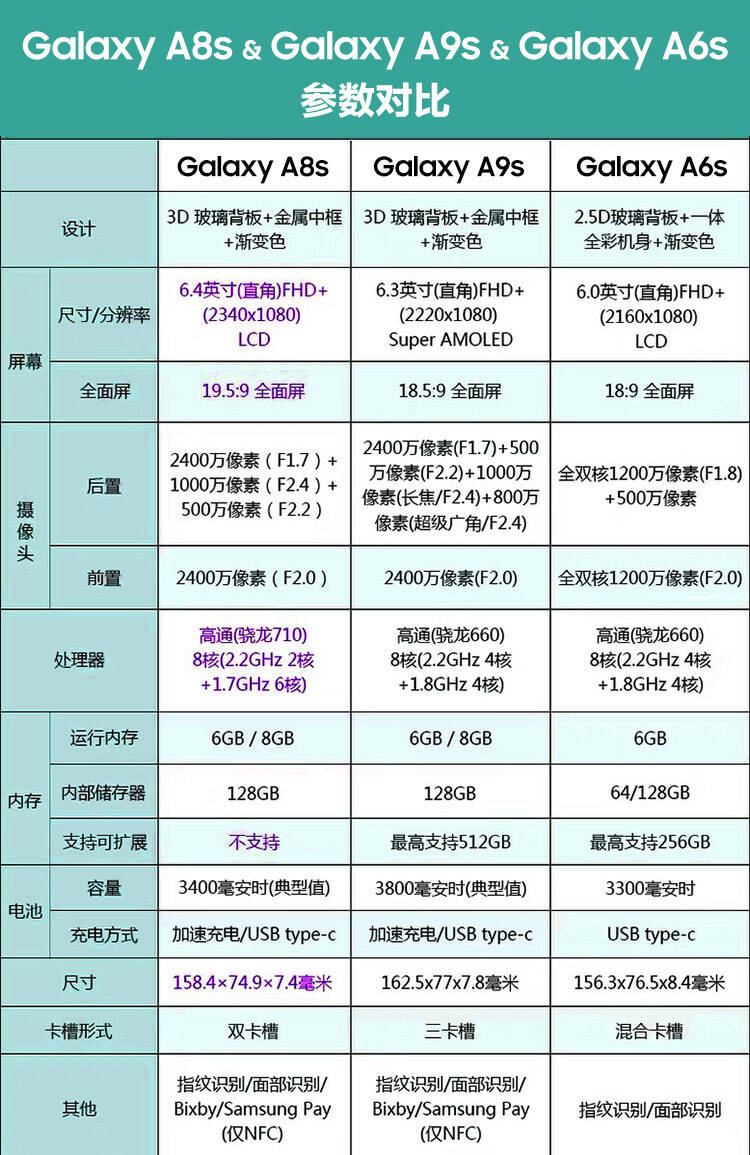 Galaxy A8s & Galaxy A9s & Galaxy A6s
参数对比
Galaxy A8s
Galaxy A9s
Galaxy A6s
设计
3D 玻璃背板+金属中框
+渐变色
3D 玻璃背板+金属中框
+渐变色
2.5D玻璃背板+一体
全彩机身+渐变色
屏幕
尺寸/分辨率
6.4英寸(直角)FHD+
(2340x1080)
LCD
6.3英寸(直角)FHD+
(2220x1080)
Super AMOLED
6.0英寸(直角)FHD+
(2160x1080)
LCD
全面屏
19.5:9 全面屏
18.5:9 全面屏
18:9 全面屏
摄
像
头
后置
2400万像素（F1.7）+
1000万像素（F2.4）+
500万像素（F2.2）
2400万像素(F1.7)+500
万像素(F2.2)+1000万
像素(长焦/F2.4)+800万
像素(超级广角/F2.4)
全双核1200万像素(F1.8)
+500万像素
前置
2400万像素（F2.0）
2400万像素(F2.0)
全双核1200万像素(F2.0)
处理器
高通(骁龙710)
8核(2.2GHz 2核
+1.7GHz 6核)
高通(骁龙660)
8核(2.2GHz 4核
+1.8GHz 4核)
高通(骁龙660)
8核(2.2GHz 4核
+1.8GHz 4核)
内存
运行内存
6GB / 8GB
6GB / 8GB
6GB
内部储存器
128GB
128GB
64/128GB
支持可扩展
不支持
最高支持512GB
最高支持256GB
电池
容量
3400毫安时(典型值)
3800毫安时(典型值)
3300毫安时
充电方式
加速充电/USB type-c
加速充电/USB type-c
USB type-c
尺寸
158.4×74.9×7.4毫米
162.5x77x7.8毫米
156.3x76.5x8.4毫米
卡槽形式
双卡槽
三卡槽
混合卡槽
其他
指纹识别/面部识别/
Bixby/Samsung Pay
(仅NFC)
指纹识别/面部识别/
Bixby/Samsung Pay
(仅NFC)
指纹识别/面部识别